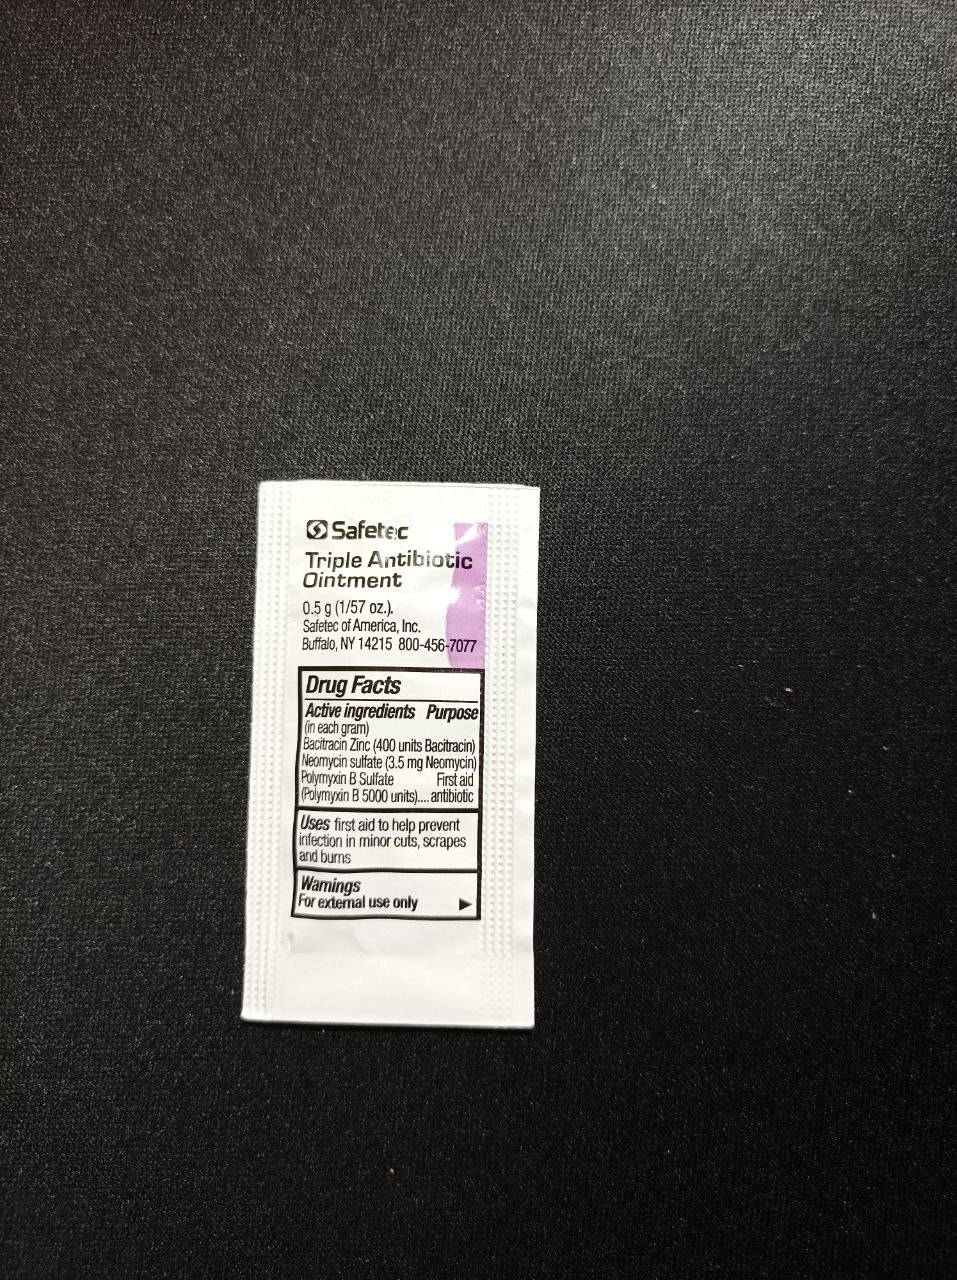 Safetec
Triple Antibiotic
Ointment
0.5 g (1/57 oz.).
Safetec of America, Inc.
Buffalo, NY 14215 800-456-7077
Drug Facts
Active ingredients Purpose
(in each gram)
Bacitracin Zinc (400 units Bacitracin)
Neomycin sulfate (3.5 mg Neomycin)
Polymyxin B Sulfate First aid
(Polymyxin B 5000 units).... antibiotic
Uses first aid to help prevent
infection in minor cuts, scrapes
and burns
Warnings
For external use only